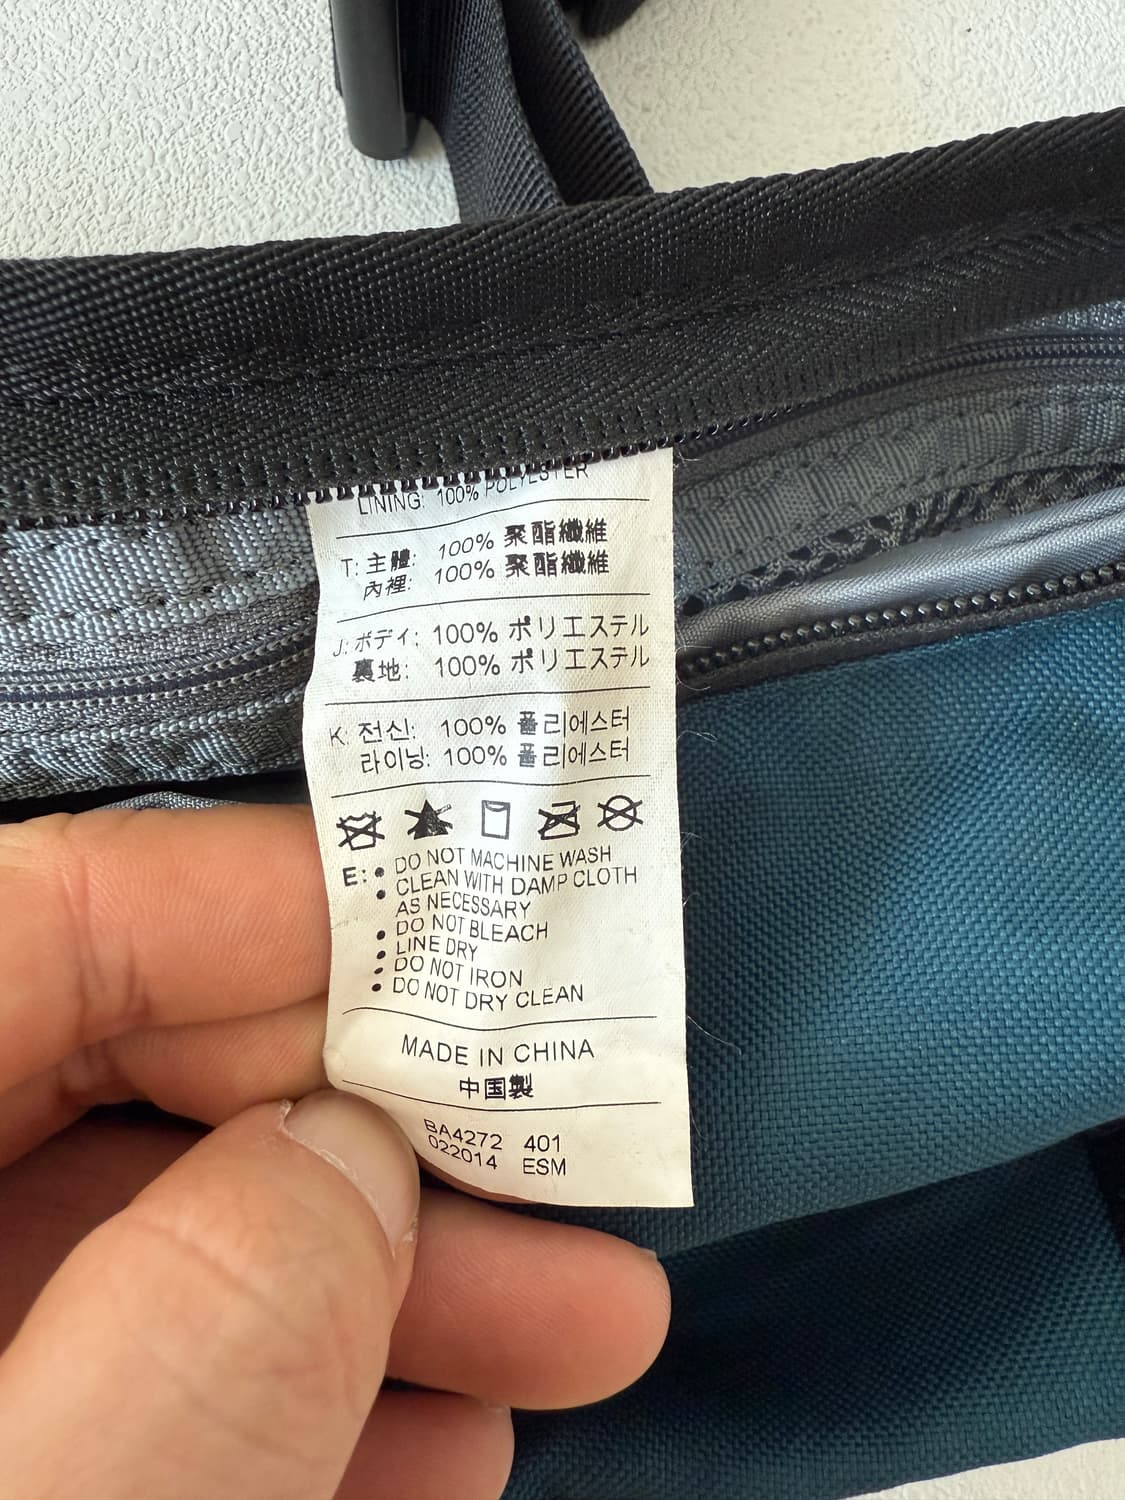 LINING: 100% POLYESTER
T: 主體: 100% 聚酯纖維
內裡: 100% 聚酯纖維
J: ボディ: 100% ポリエステル
裏地: 100% ポリエステル
K: 전신: 100% 폴리에스터
라이닝: 100% 폴리에스터
E: • DO NOT MACHINE WASH
• CLEAN WITH DAMP CLOTH
AS NECESSARY
• DO NOT BLEACH
• LINE DRY
• DO NOT IRON
• DO NOT DRY CLEAN
MADE IN CHINA
中国製
BA4272 401
022014 ESM